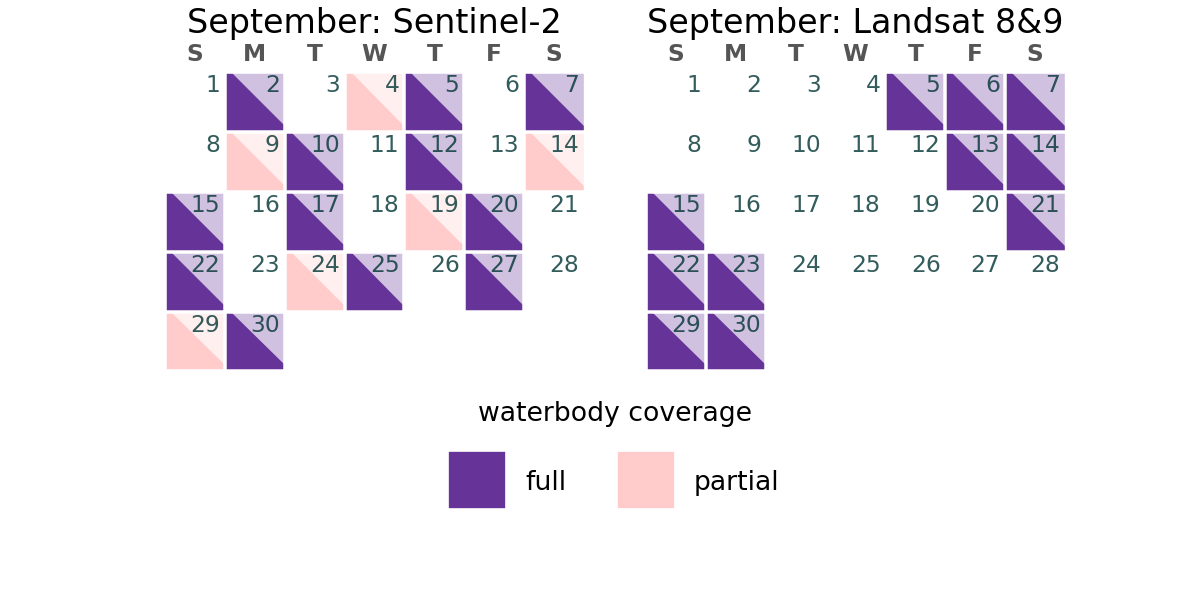 September: Sentinel-2
S M T W T F S
1 2 3 4 5 6 7
8 9 10 11 12 13 14
15 16 17 18 19 20 21
22 23 24 25 26 27 28
29 30
September: Landsat 8&9
S M T W T F S
1 2 3 4 5 6 7
8 9 10 11 12 13 14
15 16 17 18 19 20 21
22 23 24 25 26 27 28
29 30
waterbody coverage
full partial